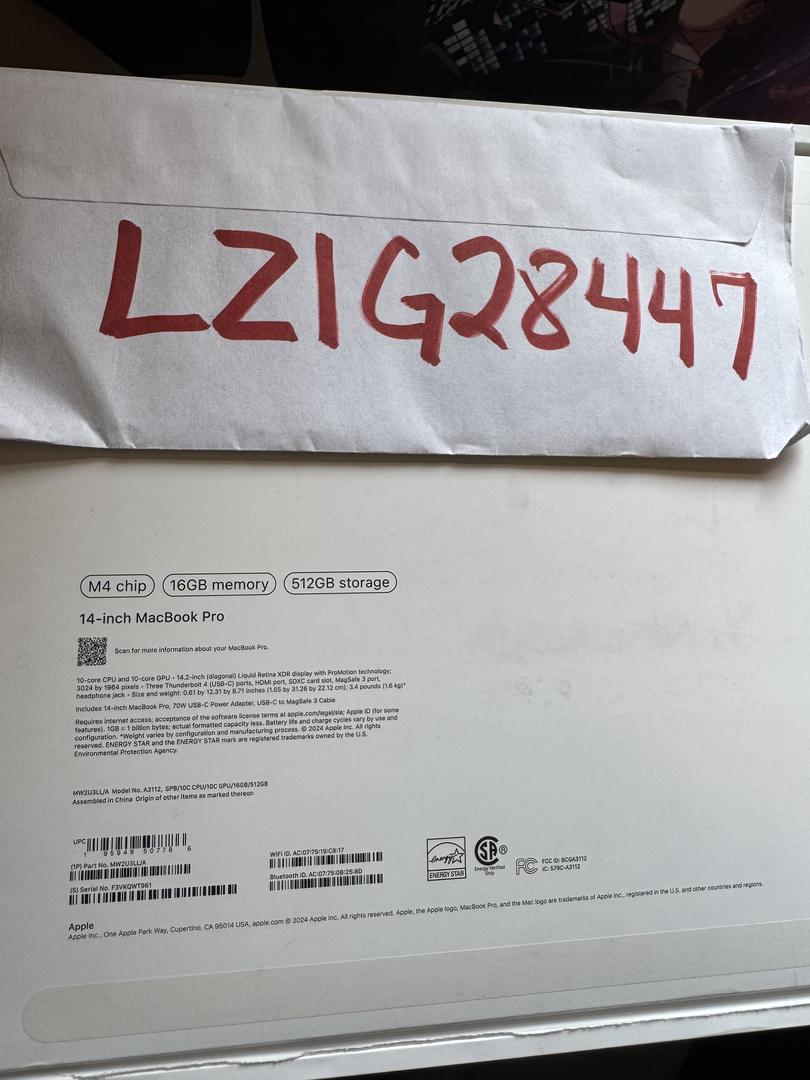 LZIG28447
M4 chip 16GB memory 512GB storage
14-inch MacBook Pro
Scan for more information about your MacBook Pro.
10-core CPU and 10-core GPU • 14.2-inch (diagonal) Liquid Retina XDR display with ProMotion technology;
3024 by 1964 pixels • Three Thunderbolt 4 (USB-C) ports, HDMI port, SDXC card slot, MagSafe 3 port,
headphone jack • Size and weight: 0.61 by 12.31 by 8.71 inches (1.55 by 31.26 by 22.12 cm); 3.4 pounds (1.6 kg)*
Includes 14-inch MacBook Pro, 70W USB-C Power Adapter, USB-C to MagSafe 3 Cable
Requires internet access; acceptance of the software license terms at apple.com/legal/sla; Apple ID (for some
features). 1GB = 1 billion bytes; actual formatted capacity less. Battery life and charge cycles vary by use and
configuration. *Weight varies by configuration and manufacturing process. © 2024 Apple Inc. All rights
reserved. ENERGY STAR and the ENERGY STAR mark are registered trademarks owned by the U.S.
Environmental Protection Agency.
MW2U3LL/A Model No. A3112, SPB/10C CPU/10C GPU/16GB/512GB
Assembled in China Origin of other items as marked thereon
UPC
1 95949 50778 6
(1P) Part No. MW2U3LL/A
(S) Serial No. F3VKQWT961
WiFi ID. AC:07:75:19:C8:17
Bluetooth ID. AC:07:75:0B:25:8D
energy
ENERGY STAR
SA ®
Energy Verified
Only
FC
FCC ID: BCGA3112
IC: 579C-A3112
Apple
Apple Inc., One Apple Park Way, Cupertino, CA 95014 USA, apple.com © 2024 Apple Inc. All rights reserved. Apple, the Apple logo, MacBook Pro, and the Mac logo are trademarks of Apple Inc., registered in the U.S. and other countries and regions.